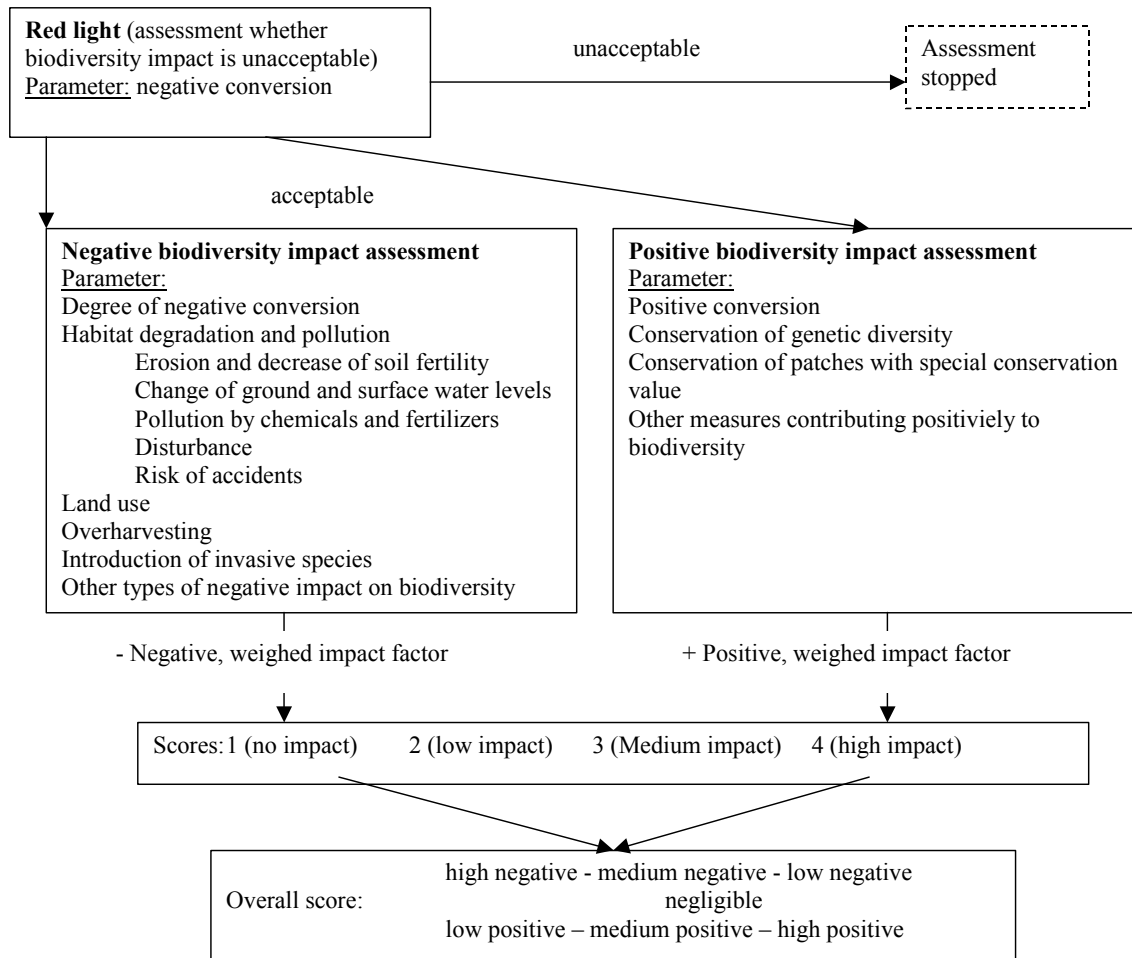 Red light (assessment whether
biodiversity impact is unacceptable)
Parameter: negative conversion
unacceptable
Assessment
stopped
acceptable
Negative biodiversity impact assessment
Parameter:
Degree of negative conversion
Habitat degradation and pollution
Erosion and decrease of soil fertility
Change of ground and surface water levels
Pollution by chemicals and fertilizers
Disturbance
Risk of accidents
Land use
Overharvesting
Introduction of invasive species
Other types of negative impact on biodiversity
Positive biodiversity impact assessment
Parameter:
Positive conversion
Conservation of genetic diversity
Conservation of patches with special conservation
value
Other measures contributing positiviely to
biodiversity
- Negative, weighed impact factor
+ Positive, weighed impact factor
Scores: 1 (no impact) 2 (low impact) 3 (Medium impact) 4 (high impact)
high negative - medium negative - low negative
Overall score: negligible
low positive – medium positive – high positive